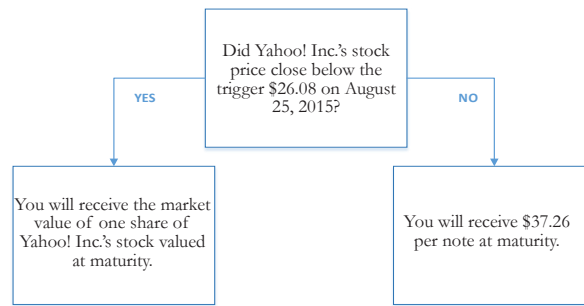 Did Yahoo! Inc.'s stock
price close below the
trigger $26.08 on August
25, 2015?
YES
NO
You will receive the market
value of one share of
Yahoo! Inc.'s stock valued
at maturity.
You will receive $37.26
per note at maturity.